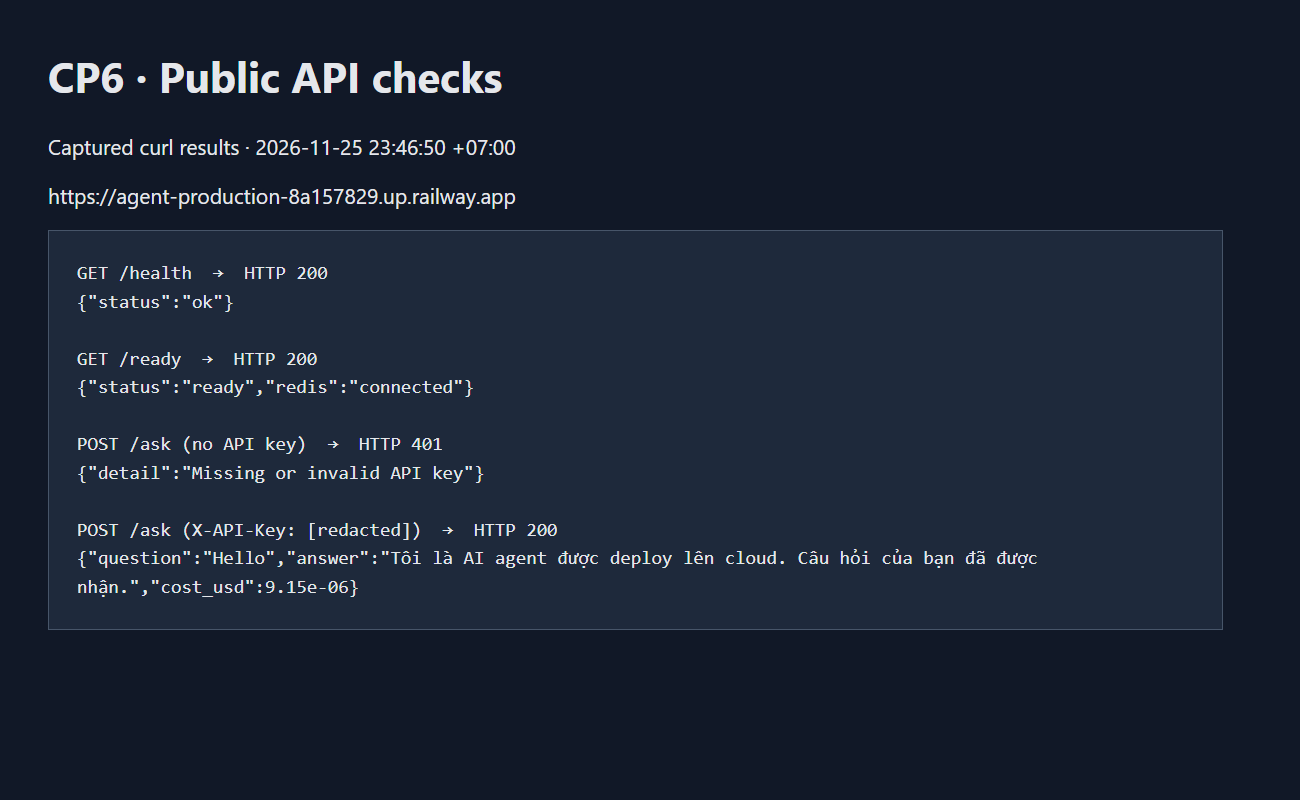 CP6 · Public API checks
Captured curl results · 2026-11-25 23:46:50 +07:00
https://agent-production-8a157829.up.railway.app
GET /health → HTTP 200
{"status":"ok"}
GET /ready → HTTP 200
{"status":"ready","redis":"connected"}
POST /ask (no API key) → HTTP 401
{"detail":"Missing or invalid API key"}
POST /ask (X-API-Key: [redacted]) → HTTP 200
{"question":"Hello","answer":"Tôi là AI agent được deploy lên cloud. Câu hỏi của bạn đã được
nhận.","cost_usd":9.15e-06}